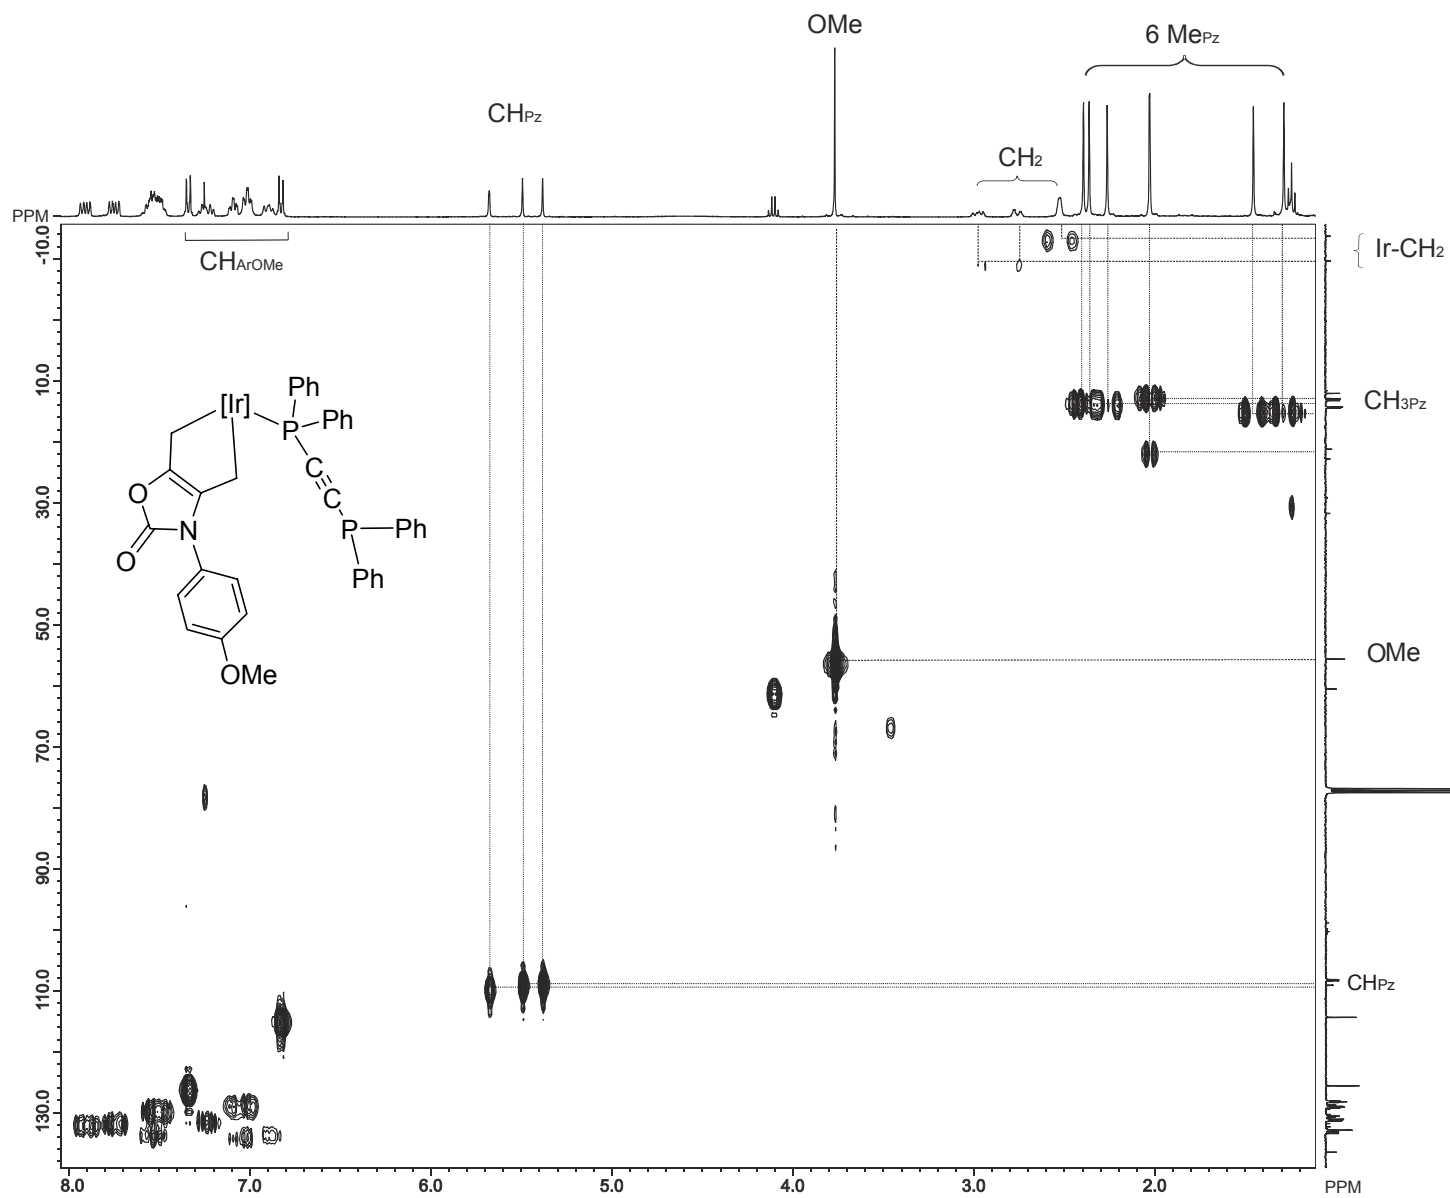 OMe
6 MePz
CHPz
CH2
PPM
CHArOMe
-10.0
10.0
30.0
50.0
70.0
90.0
110.0
130.0
Ir-CH2
CH3Pz
OMe
CHPz
[Ir]
Ph
P
Ph
C
C
P
Ph
Ph
O
N
O
OMe
8.0 7.0 6.0 5.0 4.0 3.0 2.0 PPM